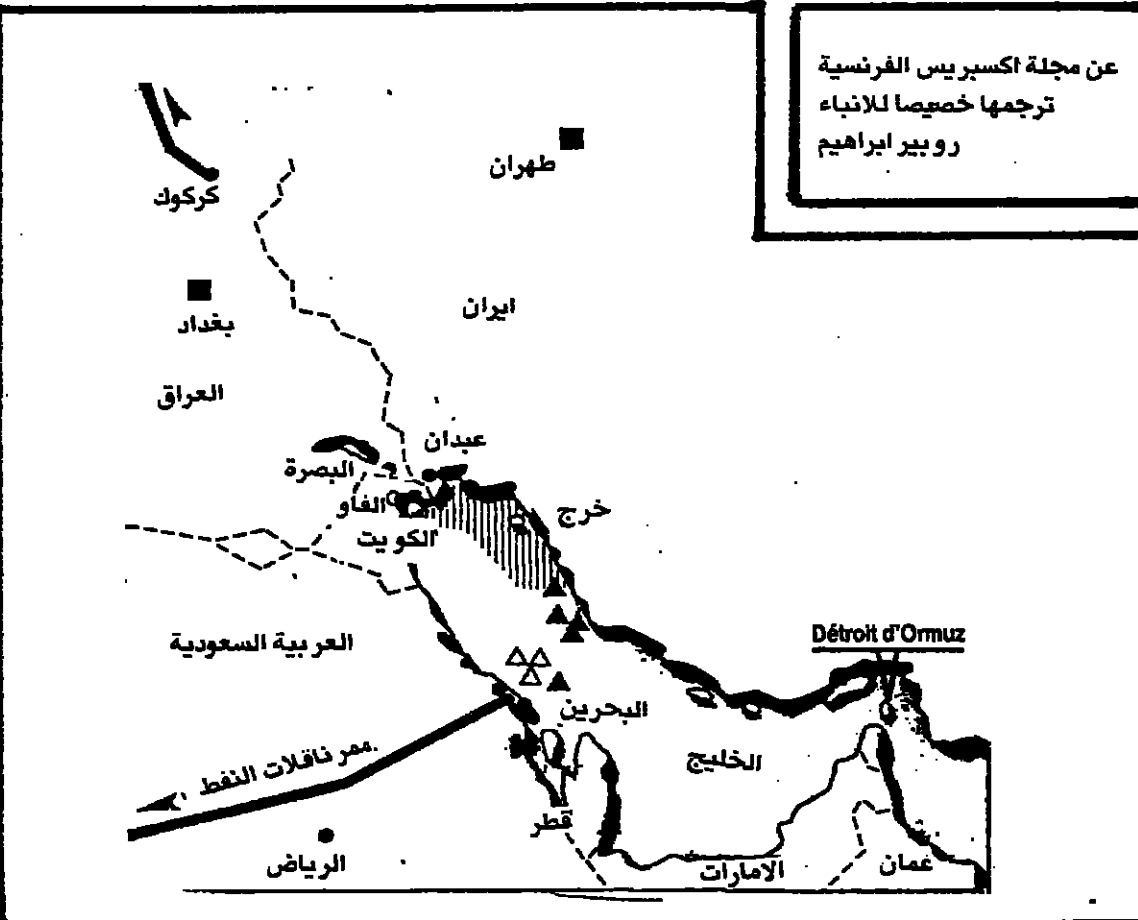 عن مجلة اكسبريس الفرنسية
ترجمها خصيصا للانباء
روبير ابراهيم
طهران
كركوك
بغداد
ايران
العراق
عبدان
البصرة
خرج
الفاو
الكويت
العربية السعودية
Détroit d'Ormuz
البحرين
الخليج
ممر ناقلات النفط
قطر
الرياض
الامارات
عمان